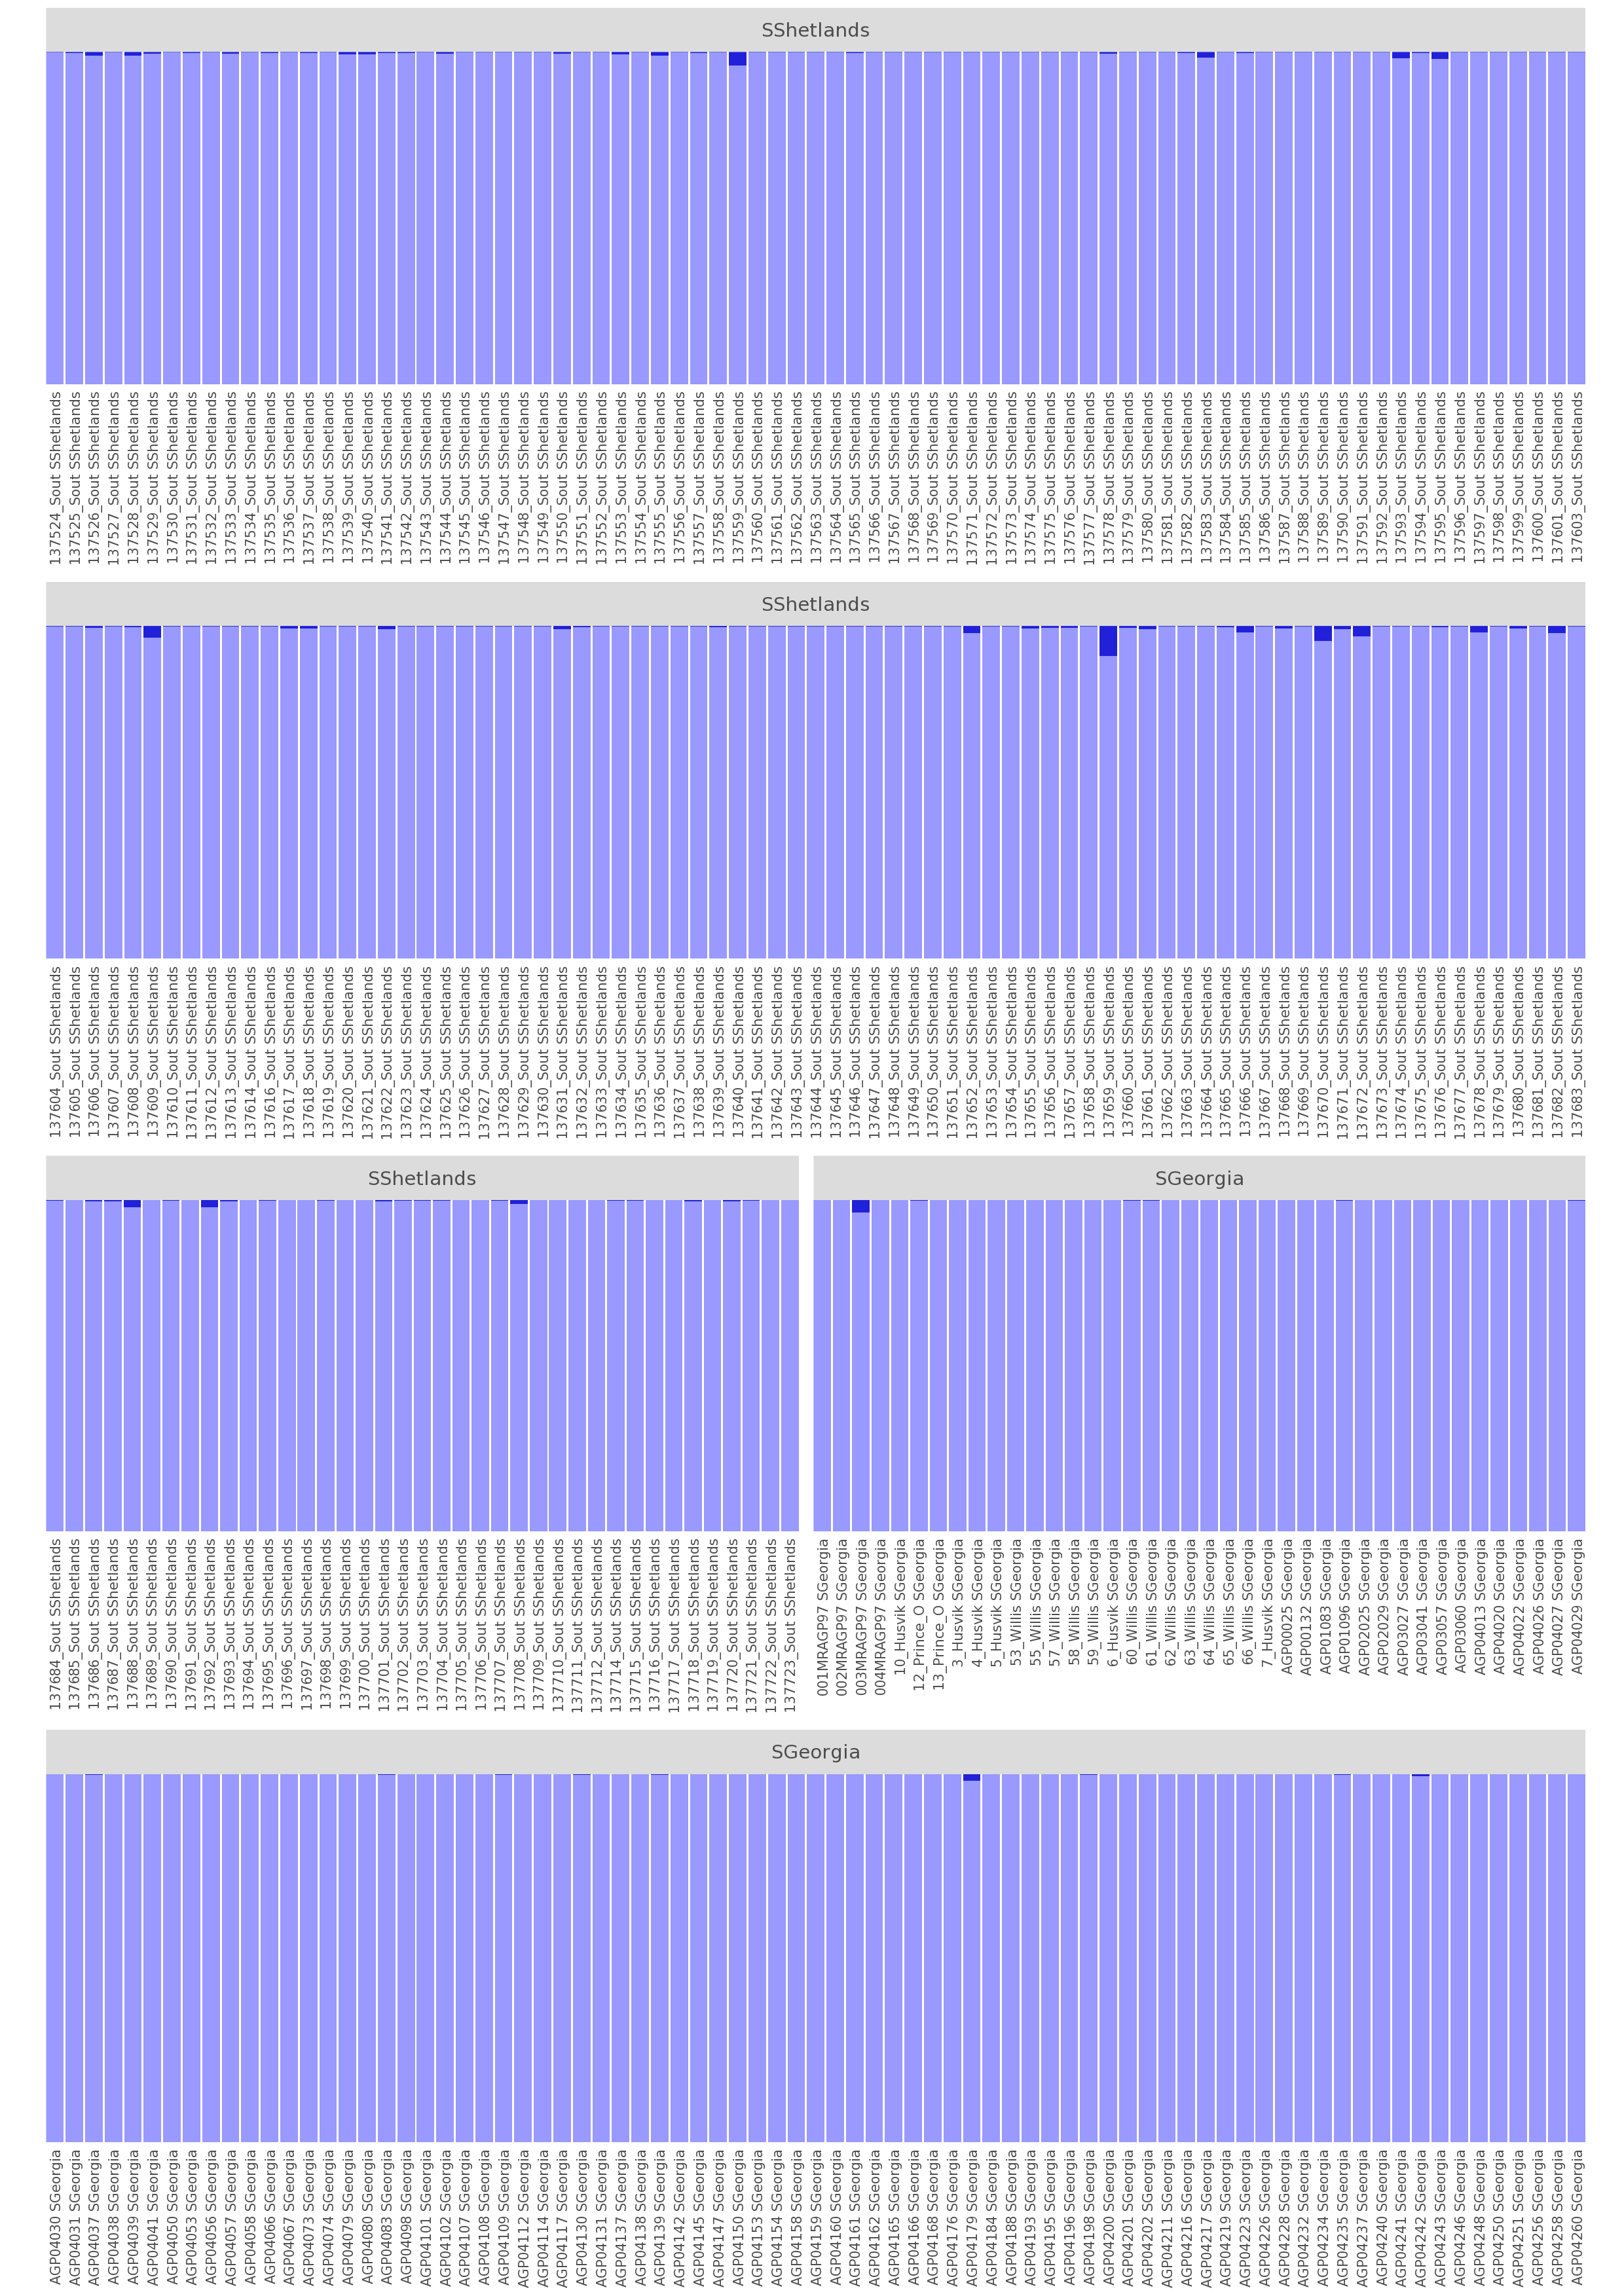 SShetlands
137524_Sout SShetlands
137525_Sout SShetlands
137526_Sout SShetlands
137527_Sout SShetlands
137528_Sout SShetlands
137529_Sout SShetlands
137530_Sout SShetlands
137531_Sout SShetlands
137532_Sout SShetlands
137533_Sout SShetlands
137534_Sout SShetlands
137535_Sout SShetlands
137536_Sout SShetlands
137537_Sout SShetlands
137538_Sout SShetlands
137539_Sout SShetlands
137540_Sout SShetlands
137541_Sout SShetlands
137542_Sout SShetlands
137543_Sout SShetlands
137544_Sout SShetlands
137545_Sout SShetlands
137546_Sout SShetlands
137547_Sout SShetlands
137548_Sout SShetlands
137549_Sout SShetlands
137550_Sout SShetlands
137551_Sout SShetlands
137552_Sout SShetlands
137553_Sout SShetlands
137554_Sout SShetlands
137555_Sout SShetlands
137556_Sout SShetlands
137557_Sout SShetlands
137558_Sout SShetlands
137559_Sout SShetlands
137560_Sout SShetlands
137561_Sout SShetlands
137562_Sout SShetlands
137563_Sout SShetlands
137564_Sout SShetlands
137565_Sout SShetlands
137566_Sout SShetlands
137567_Sout SShetlands
137568_Sout SShetlands
137569_Sout SShetlands
137570_Sout SShetlands
137571_Sout SShetlands
137572_Sout SShetlands
137573_Sout SShetlands
137574_Sout SShetlands
137575_Sout SShetlands
137576_Sout SShetlands
137577_Sout SShetlands
137578_Sout SShetlands
137579_Sout SShetlands
137580_Sout SShetlands
137581_Sout SShetlands
137582_Sout SShetlands
137583_Sout SShetlands
137584_Sout SShetlands
137585_Sout SShetlands
137586_Sout SShetlands
137587_Sout SShetlands
137588_Sout SShetlands
137589_Sout SShetlands
137590_Sout SShetlands
137591_Sout SShetlands
137592_Sout SShetlands
137593_Sout SShetlands
137594_Sout SShetlands
137595_Sout SShetlands
137596_Sout SShetlands
137597_Sout SShetlands
137598_Sout SShetlands
137599_Sout SShetlands
137600_Sout SShetlands
137601_Sout SShetlands
137603_Sout SShetlands
SShetlands
137604_Sout SShetlands
137605_Sout SShetlands
137606_Sout SShetlands
137607_Sout SShetlands
137608_Sout SShetlands
137609_Sout SShetlands
137610_Sout SShetlands
137611_Sout SShetlands
137612_Sout SShetlands
137613_Sout SShetlands
137614_Sout SShetlands
137616_Sout SShetlands
137617_Sout SShetlands
137618_Sout SShetlands
137619_Sout SShetlands
137620_Sout SShetlands
137621_Sout SShetlands
137622_Sout SShetlands
137623_Sout SShetlands
137624_Sout SShetlands
137625_Sout SShetlands
137626_Sout SShetlands
137627_Sout SShetlands
137628_Sout SShetlands
137629_Sout SShetlands
137630_Sout SShetlands
137631_Sout SShetlands
137632_Sout SShetlands
137633_Sout SShetlands
137634_Sout SShetlands
137635_Sout SShetlands
137636_Sout SShetlands
137637_Sout SShetlands
137638_Sout SShetlands
137639_Sout SShetlands
137640_Sout SShetlands
137641_Sout SShetlands
137642_Sout SShetlands
137643_Sout SShetlands
137644_Sout SShetlands
137645_Sout SShetlands
137646_Sout SShetlands
137647_Sout SShetlands
137648_Sout SShetlands
137649_Sout SShetlands
137650_Sout SShetlands
137651_Sout SShetlands
137652_Sout SShetlands
137653_Sout SShetlands
137654_Sout SShetlands
137655_Sout SShetlands
137656_Sout SShetlands
137657_Sout SShetlands
137658_Sout SShetlands
137659_Sout SShetlands
137660_Sout SShetlands
137661_Sout SShetlands
137662_Sout SShetlands
137663_Sout SShetlands
137664_Sout SShetlands
137665_Sout SShetlands
137666_Sout SShetlands
137667_Sout SShetlands
137668_Sout SShetlands
137669_Sout SShetlands
137670_Sout SShetlands
137671_Sout SShetlands
137672_Sout SShetlands
137673_Sout SShetlands
137674_Sout SShetlands
137675_Sout SShetlands
137676_Sout SShetlands
137677_Sout SShetlands
137678_Sout SShetlands
137679_Sout SShetlands
137680_Sout SShetlands
137681_Sout SShetlands
137682_Sout SShetlands
137683_Sout SShetlands
SShetlands
137684_Sout SShetlands
137685_Sout SShetlands
137686_Sout SShetlands
137687_Sout SShetlands
137688_Sout SShetlands
137689_Sout SShetlands
137690_Sout SShetlands
137691_Sout SShetlands
137692_Sout SShetlands
137693_Sout SShetlands
137694_Sout SShetlands
137695_Sout SShetlands
137696_Sout SShetlands
137697_Sout SShetlands
137698_Sout SShetlands
137699_Sout SShetlands
137700_Sout SShetlands
137701_Sout SShetlands
137702_Sout SShetlands
137703_Sout SShetlands
137704_Sout SShetlands
137705_Sout SShetlands
137706_Sout SShetlands
137707_Sout SShetlands
137708_Sout SShetlands
137709_Sout SShetlands
137710_Sout SShetlands
137711_Sout SShetlands
137712_Sout SShetlands
137714_Sout SShetlands
137715_Sout SShetlands
137716_Sout SShetlands
137717_Sout SShetlands
137718_Sout SShetlands
137719_Sout SShetlands
137720_Sout SShetlands
137721_Sout SShetlands
137722_Sout SShetlands
137723_Sout SShetlands
SGeorgia
001MRAGP97 SGeorgia
002MRAGP97 SGeorgia
003MRAGP97 SGeorgia
004MRAGP97 SGeorgia
10_Husvik SGeorgia
12_Prince_O SGeorgia
13_Prince_O SGeorgia
3_Husvik SGeorgia
4_Husvik SGeorgia
5_Husvik SGeorgia
53_Willis SGeorgia
55_Willis SGeorgia
57_Willis SGeorgia
58_Willis SGeorgia
59_Willis SGeorgia
6_Husvik SGeorgia
60_Willis SGeorgia
61_Willis SGeorgia
62_Willis SGeorgia
63_Willis SGeorgia
64_Willis SGeorgia
65_Willis SGeorgia
66_Willis SGeorgia
7_Husvik SGeorgia
AGP00025 SGeorgia
AGP00132 SGeorgia
AGP01083 SGeorgia
AGP01096 SGeorgia
AGP02025 SGeorgia
AGP02029 SGeorgia
AGP03027 SGeorgia
AGP03041 SGeorgia
AGP03057 SGeorgia
AGP03060 SGeorgia
AGP04013 SGeorgia
AGP04020 SGeorgia
AGP04022 SGeorgia
AGP04026 SGeorgia
AGP04027 SGeorgia
AGP04029 SGeorgia
SGeorgia
AGP04030 SGeorgia
AGP04031 SGeorgia
AGP04037 SGeorgia
AGP04038 SGeorgia
AGP04039 SGeorgia
AGP04041 SGeorgia
AGP04050 SGeorgia
AGP04053 SGeorgia
AGP04056 SGeorgia
AGP04057 SGeorgia
AGP04058 SGeorgia
AGP04066 SGeorgia
AGP04067 SGeorgia
AGP04073 SGeorgia
AGP04074 SGeorgia
AGP04079 SGeorgia
AGP04080 SGeorgia
AGP04083 SGeorgia
AGP04098 SGeorgia
AGP04101 SGeorgia
AGP04102 SGeorgia
AGP04107 SGeorgia
AGP04108 SGeorgia
AGP04109 SGeorgia
AGP04112 SGeorgia
AGP04114 SGeorgia
AGP04117 SGeorgia
AGP04130 SGeorgia
AGP04131 SGeorgia
AGP04137 SGeorgia
AGP04138 SGeorgia
AGP04139 SGeorgia
AGP04142 SGeorgia
AGP04145 SGeorgia
AGP04147 SGeorgia
AGP04150 SGeorgia
AGP04153 SGeorgia
AGP04154 SGeorgia
AGP04158 SGeorgia
AGP04159 SGeorgia
AGP04160 SGeorgia
AGP04161 SGeorgia
AGP04162 SGeorgia
AGP04165 SGeorgia
AGP04166 SGeorgia
AGP04168 SGeorgia
AGP04176 SGeorgia
AGP04179 SGeorgia
AGP04184 SGeorgia
AGP04188 SGeorgia
AGP04193 SGeorgia
AGP04195 SGeorgia
AGP04196 SGeorgia
AGP04198 SGeorgia
AGP04200 SGeorgia
AGP04201 SGeorgia
AGP04202 SGeorgia
AGP04211 SGeorgia
AGP04216 SGeorgia
AGP04217 SGeorgia
AGP04219 SGeorgia
AGP04223 SGeorgia
AGP04226 SGeorgia
AGP04228 SGeorgia
AGP04232 SGeorgia
AGP04234 SGeorgia
AGP04235 SGeorgia
AGP04237 SGeorgia
AGP04240 SGeorgia
AGP04241 SGeorgia
AGP04242 SGeorgia
AGP04243 SGeorgia
AGP04246 SGeorgia
AGP04248 SGeorgia
AGP04250 SGeorgia
AGP04251 SGeorgia
AGP04256 SGeorgia
AGP04258 SGeorgia
AGP04260 SGeorgia